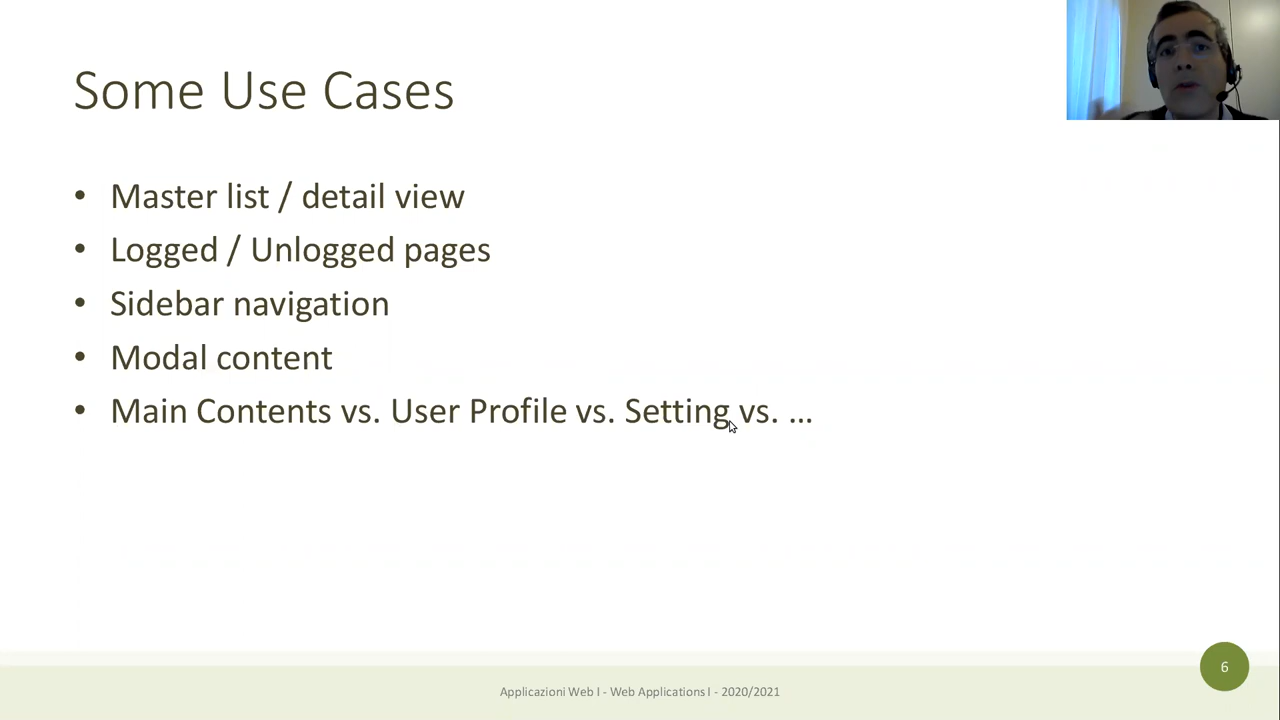 Some Use Cases
• Master list / detail view
• Logged / Unlogged pages
• Sidebar navigation
• Modal content
• Main Contents vs. User Profile vs. Setting vs. …
6
Applicazioni Web I - Web Applications I - 2020/2021